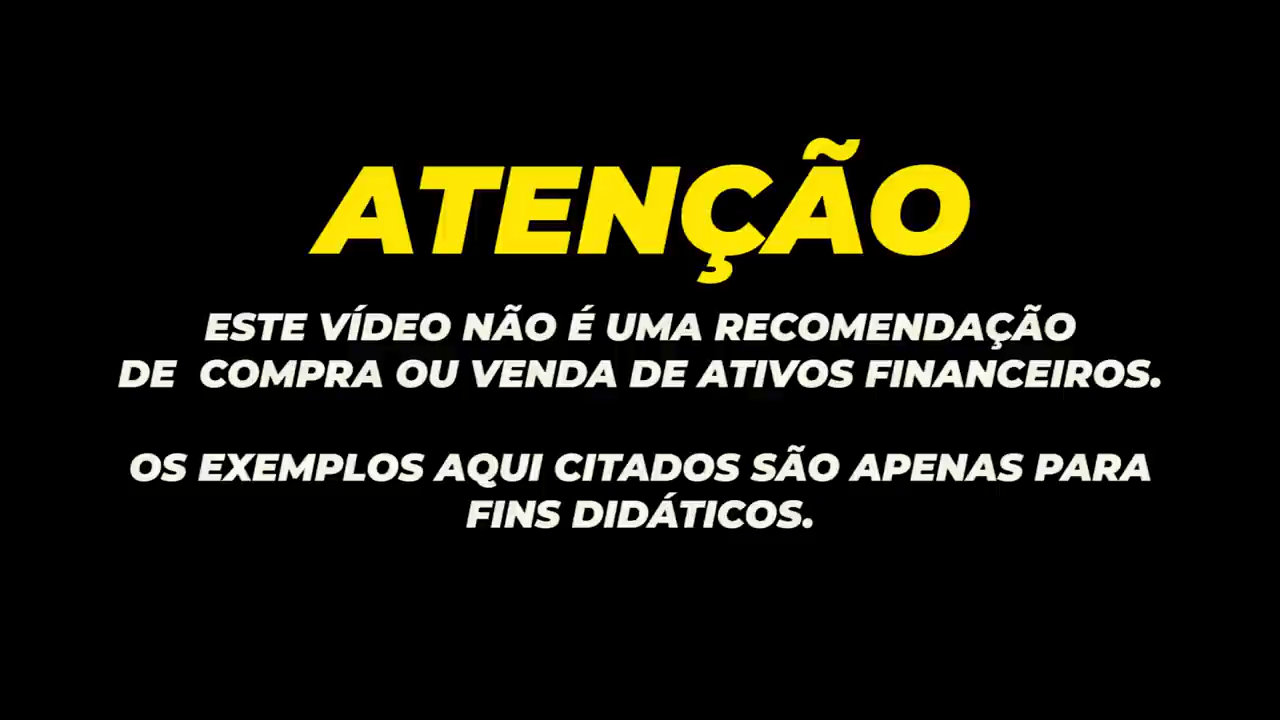 ATENÇÃO
ESTE VÍDEO NÃO É UMA RECOMENDAÇÃO
DE  COMPRA OU VENDA DE ATIVOS FINANCEIROS.
OS EXEMPLOS AQUI CITADOS SÃO APENAS PARA
FINS DIDÁTICOS.